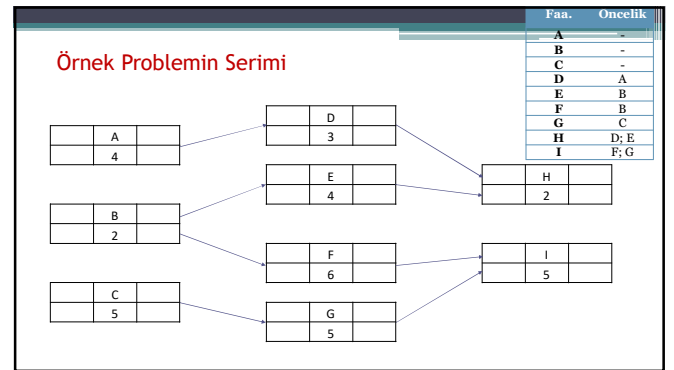 Faa. Oncelik
A -
B -
C -
D A
E B
F B
G C
H D; E
I F; G
Örnek Problemin Serimi
D
3
A
4
E
4
H
2
B
2
F
6
I
5
C
5
G
5